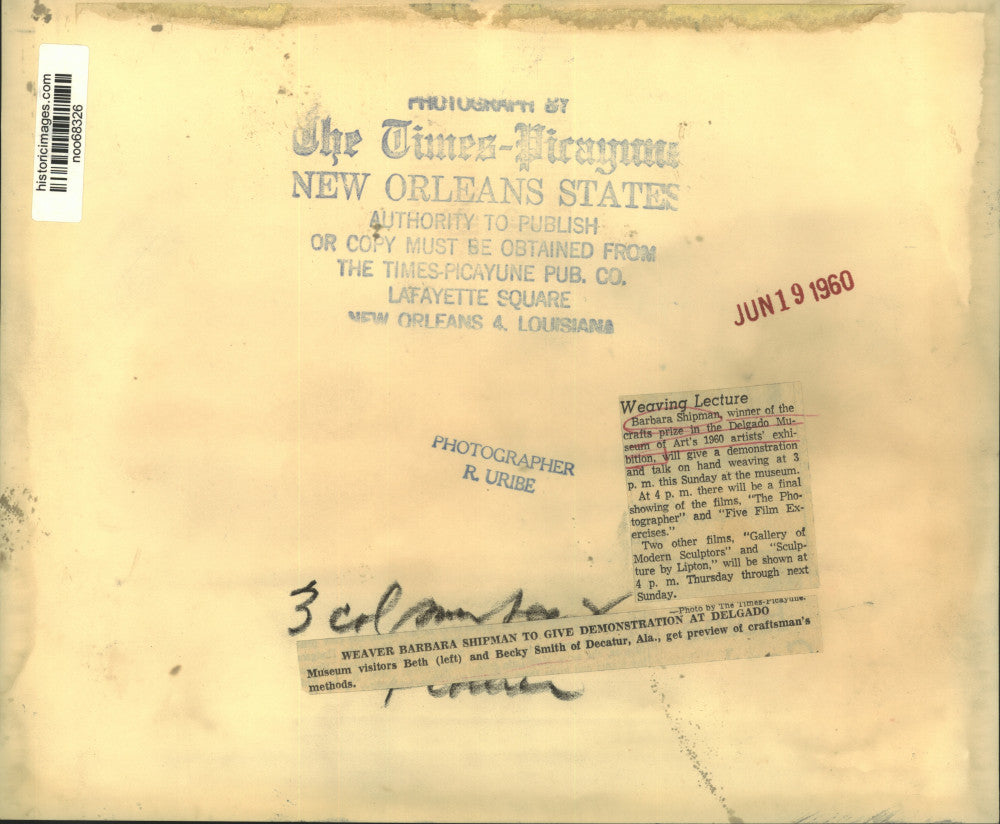 historicimages.com
noo68326
PHOTOGRAPH BY
The Times-Picayune
NEW ORLEANS STATES
AUTHORITY TO PUBLISH
OR COPY MUST BE OBTAINED FROM
THE TIMES-PICAYUNE PUB. CO.
LAFAYETTE SQUARE
NEW ORLEANS 4, LOUISIANA
JUN 19 1960
PHOTOGRAPHER
R. URIBE
Weaving Lecture
Barbara Shipman, winner of the
crafts prize in the Delgado Mu-
seum of Art's 1960 artists' exhi-
bition, will give a demonstration
and talk on hand weaving at 3
p. m. this Sunday at the museum.
At 4 p. m. there will be a final
showing of the films, "The Pho-
tographer" and "Five Film Ex-
ercises."
Two other films, "Gallery of
Modern Sculptors" and "Sculp-
ture by Lipton," will be shown at
4 p. m. Thursday through next
Sunday.
3 col
—Photo by The Times-Picayune.
WEAVER BARBARA SHIPMAN TO GIVE DEMONSTRATION AT DELGADO
Museum visitors Beth (left) and Becky Smith of Decatur, Ala., get preview of craftsman's
methods.